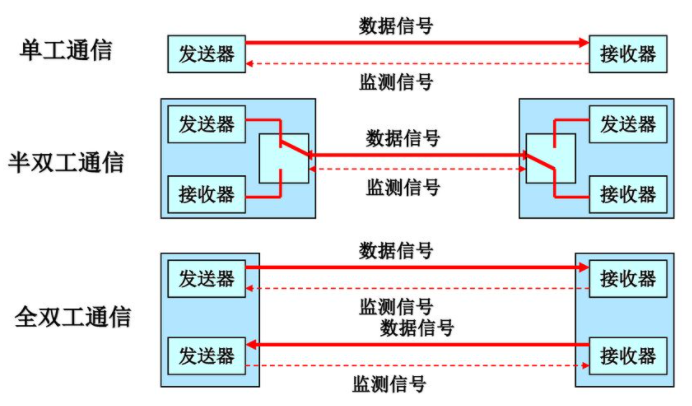 单工通信
发送器
数据信号
监测信号
接收器
半双工通信
发送器
接收器
数据信号
监测信号
发送器
接收器
全双工通信
发送器
数据信号
监测信号
接收器
发送器
数据信号
监测信号
接收器